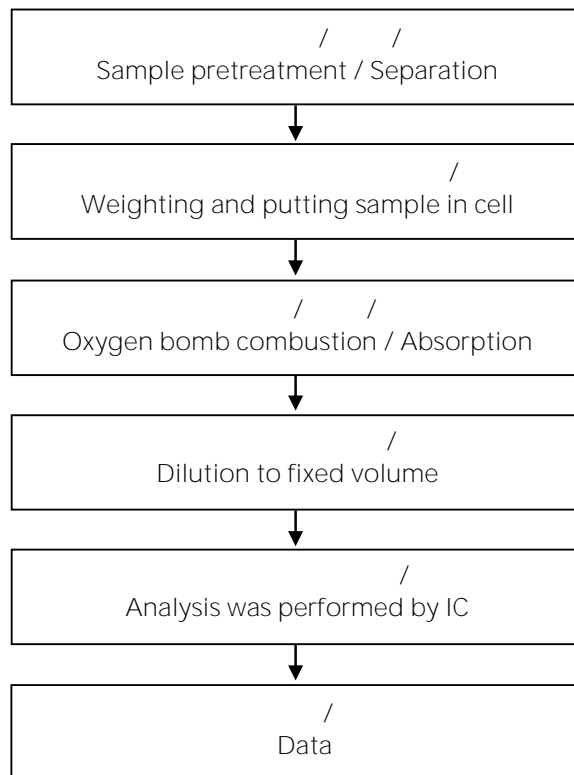 / /
Sample pretreatment / Separation
/
Weighting and putting sample in cell
/ /
Oxygen bomb combustion / Absorption
/
Dilution to fixed volume
/
Analysis was performed by IC
/
Data